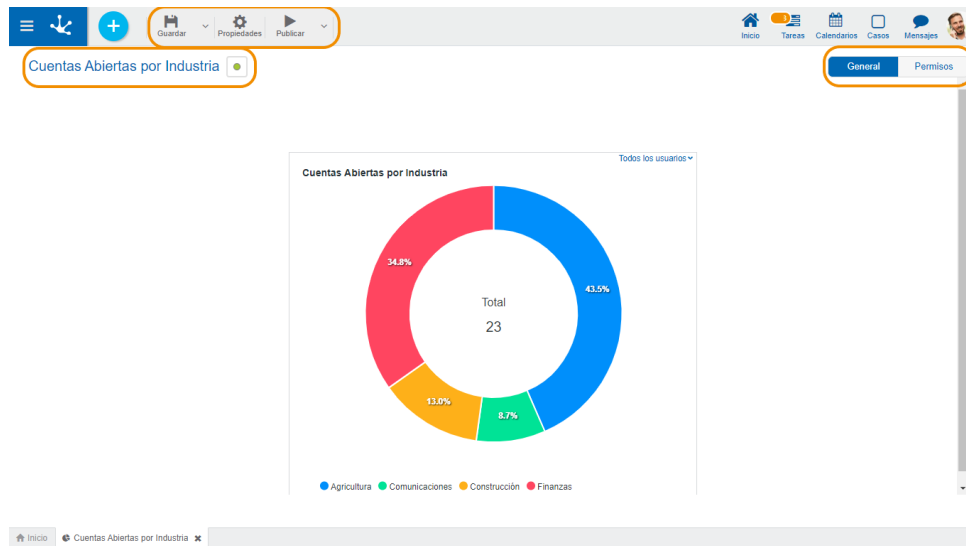 Guardar Propiedades Publicar
Inicio Tareas Calendarios Casos Mensajes
Cuentas Abiertas por Industria
General Permisos
Todos los usuarios
Cuentas Abiertas por Industria
34.8%
43.5%
Total
23
13.0%
8.7%
Agricultura Comunicaciones Construcción Finanzas
Inicio Cuentas Abiertas por Industria